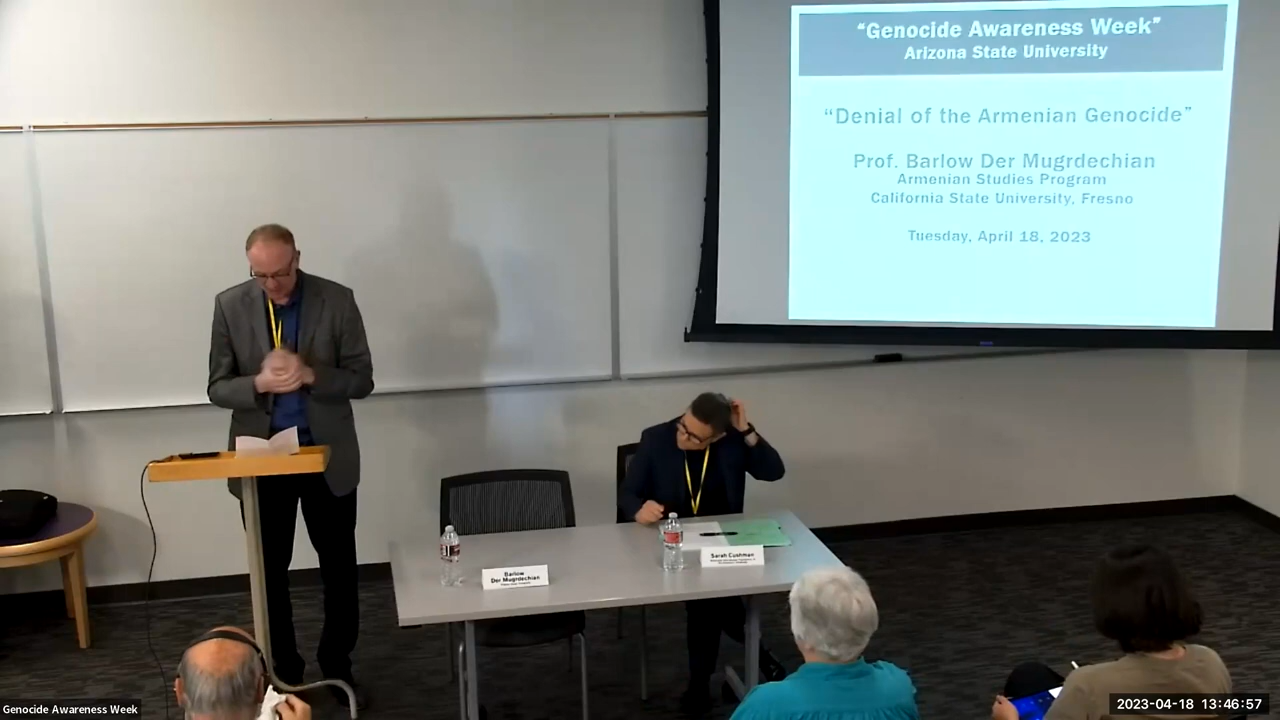 “Genocide Awareness Week”
Arizona State University
“Denial of the Armenian Genocide”
Prof. Barlow Der Mugrdechian
Armenian Studies Program
California State University, Fresno
Tuesday, April 18, 2023
Barlow
Der Mugrdechian
Sarah Cushman
Genocide Awareness Week
2023-04-18 13:46:57